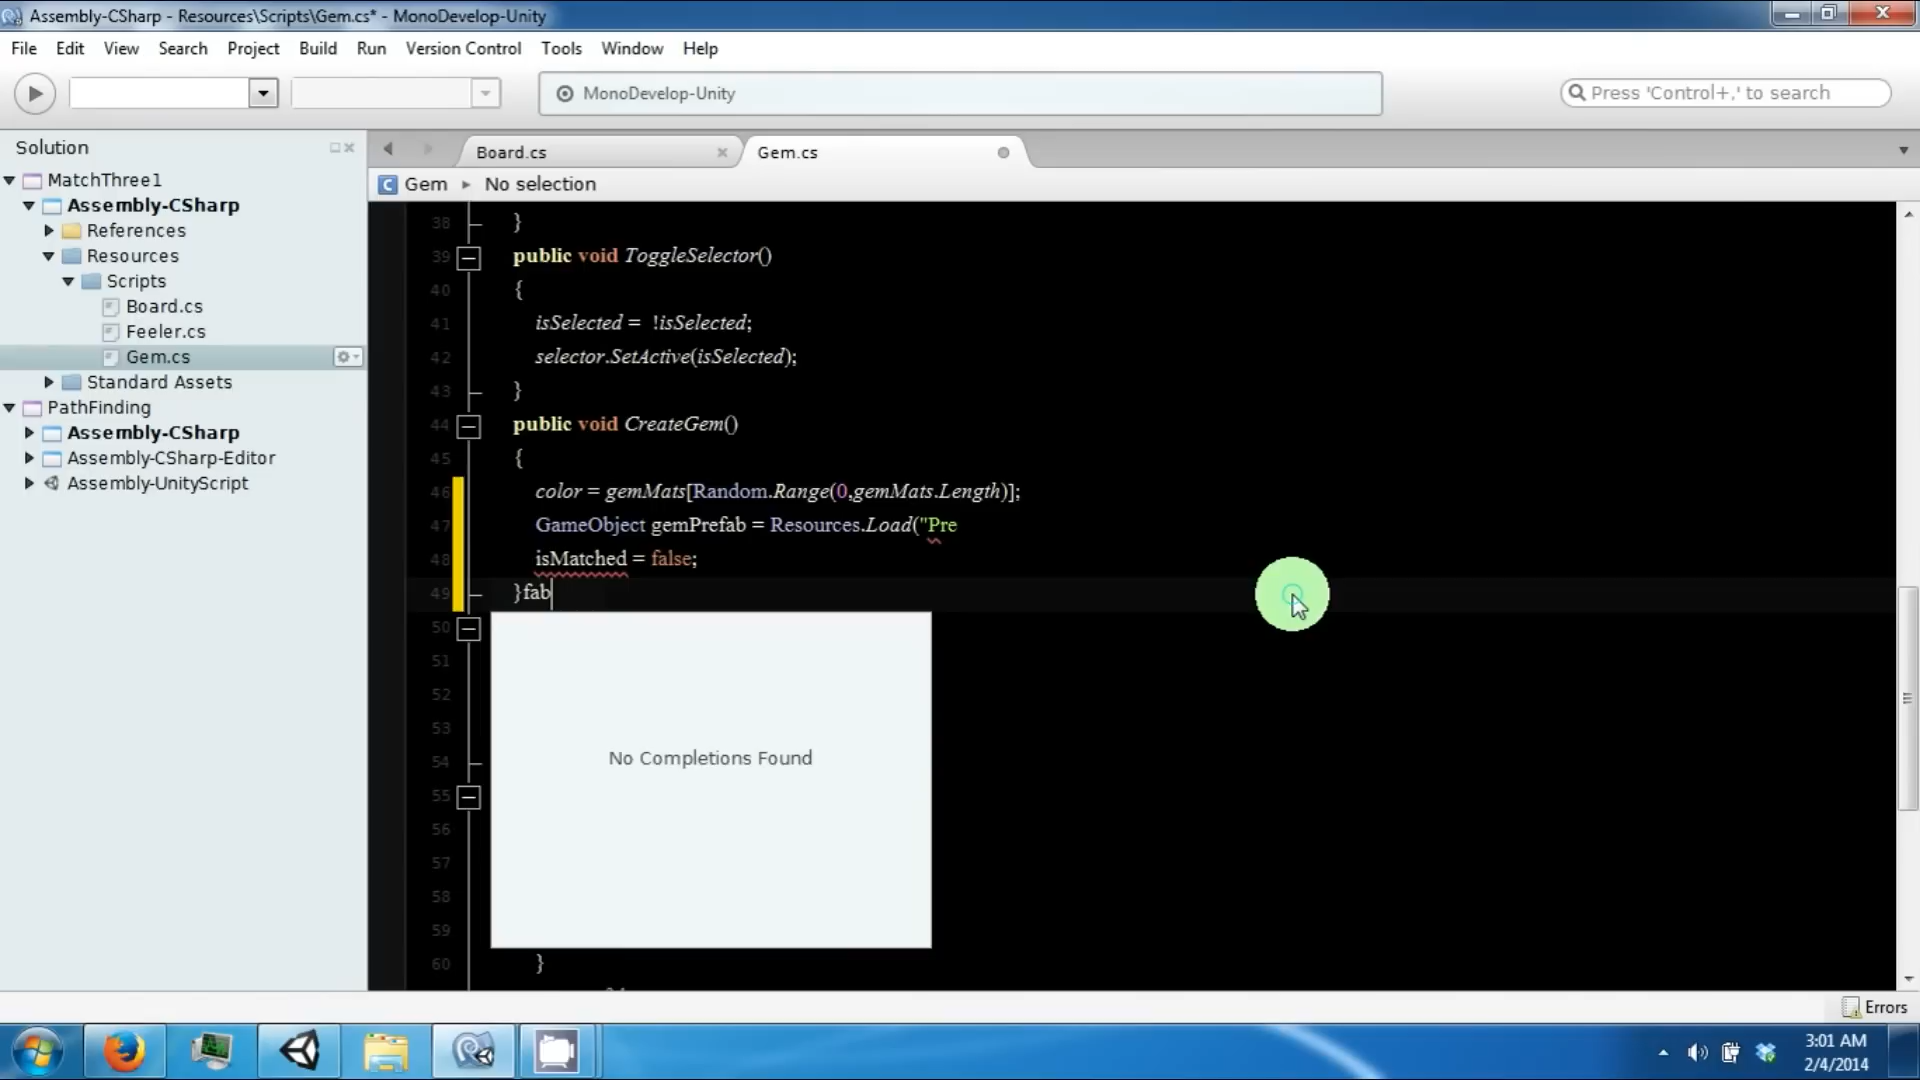 Assembly-CSharp - Resources\Scripts\Gem.cs* - MonoDevelop-Unity
File Edit View Search Project Build Run Version Control Tools Window Help
MonoDevelop-Unity
Press 'Control+,' to search
Solution
MatchThree1
Assembly-CSharp
References
Resources
Scripts
Board.cs
Feeler.cs
Gem.cs
Standard Assets
PathFinding
Assembly-CSharp
Assembly-CSharp-Editor
Assembly-UnityScript
Board.cs
Gem.cs
C Gem ▸ No selection
38 }
39 public void ToggleSelector()
40 {
41 isSelected = !isSelected;
42 selector.SetActive(isSelected);
43 }
44 public void CreateGem()
45 {
46 color = gemMats[Random.Range(0,gemMats.Length)];
47 GameObject gemPrefab = Resources.Load("Pre
48 isMatched = false;
49 }fab
50
51
52
53
54
55
56
57
58
59
60 }
No Completions Found
Errors
3:01 AM
2/4/2014